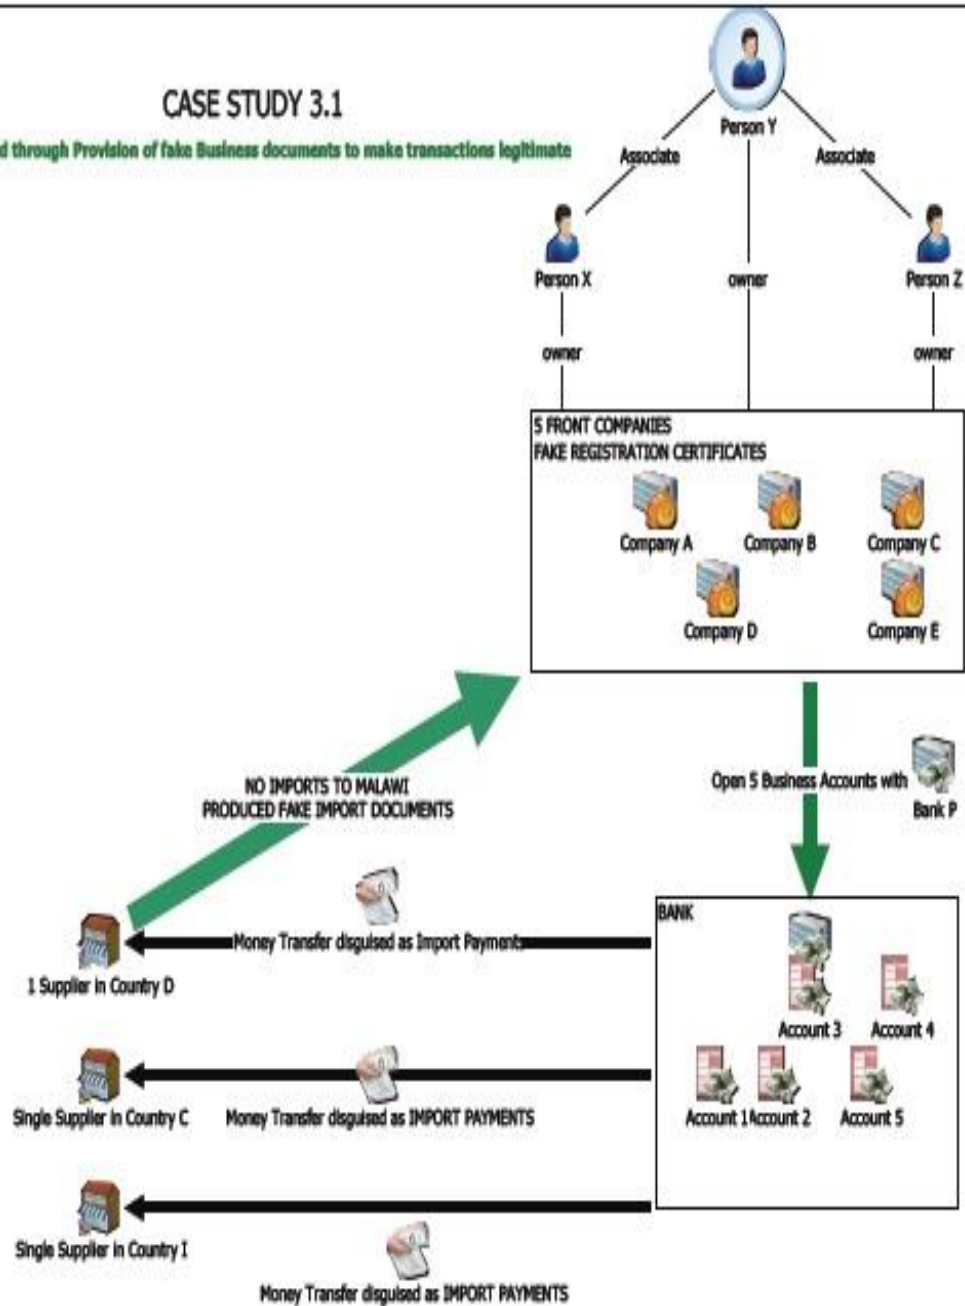 CASE STUDY 3.1
d through Provision of fake Business documents to make transactions legitimate
Person Y
Associate
Associate
Person X
owner
Person Z
owner
owner
5 FRONT COMPANIES
FAKE REGISTRATION CERTIFICATES
Company A
Company B
Company C
Company D
Company E
NO IMPORTS TO MALAWI
PRODUCED FAKE IMPORT DOCUMENTS
Open 5 Business Accounts with
Bank P
BANK
Money Transfer disguised as Import Payments
1 Supplier in Country D
Account 3
Account 4
Single Supplier in Country C
Money Transfer disguised as IMPORT PAYMENTS
Account 1
Account 2
Account 5
Single Supplier in Country I
Money Transfer disguised as IMPORT PAYMENTS